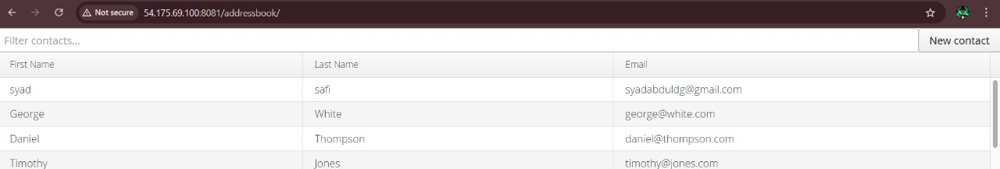 Not secure 54.175.69.100:8081/addressbook/
Filter contacts... New contact
First Name Last Name Email
syad safi syadabduldg@gmail.com
George White george@white.com
Daniel Thompson daniel@thompson.com
Timothy Jones timothy@jones.com